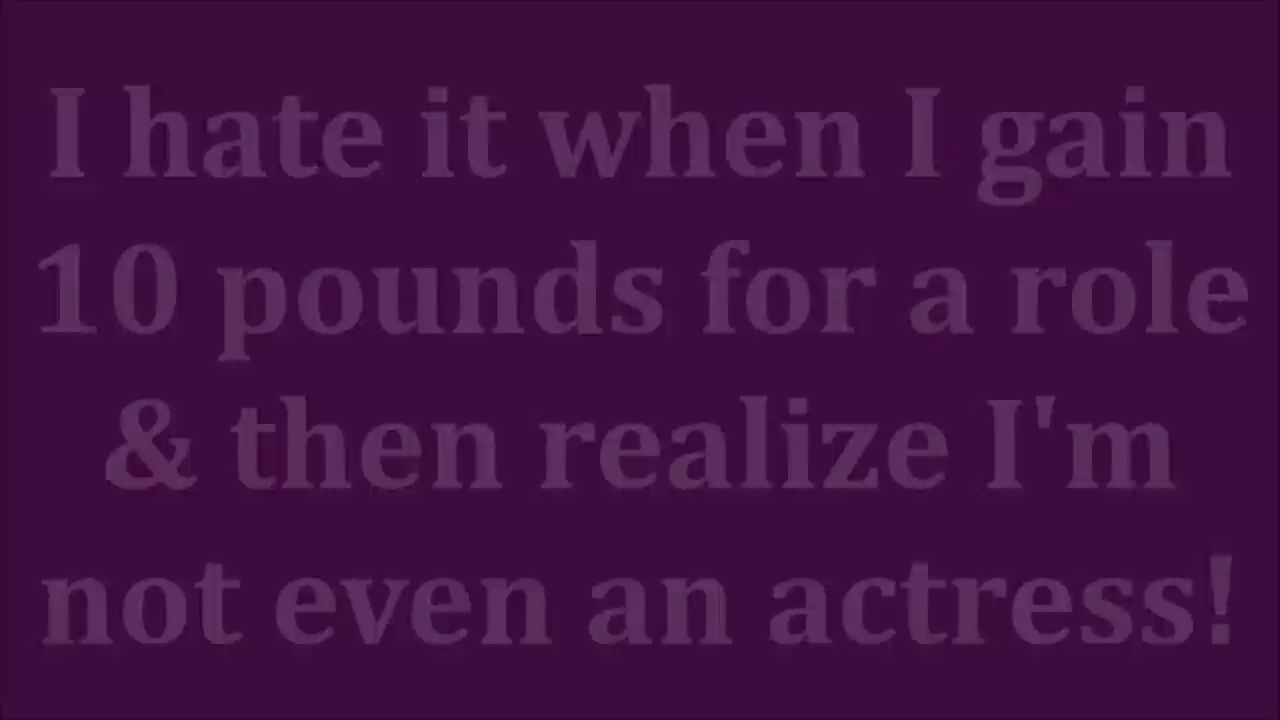 I hate it when I gain
10 pounds for a role
& then realize I'm
not even an actress!